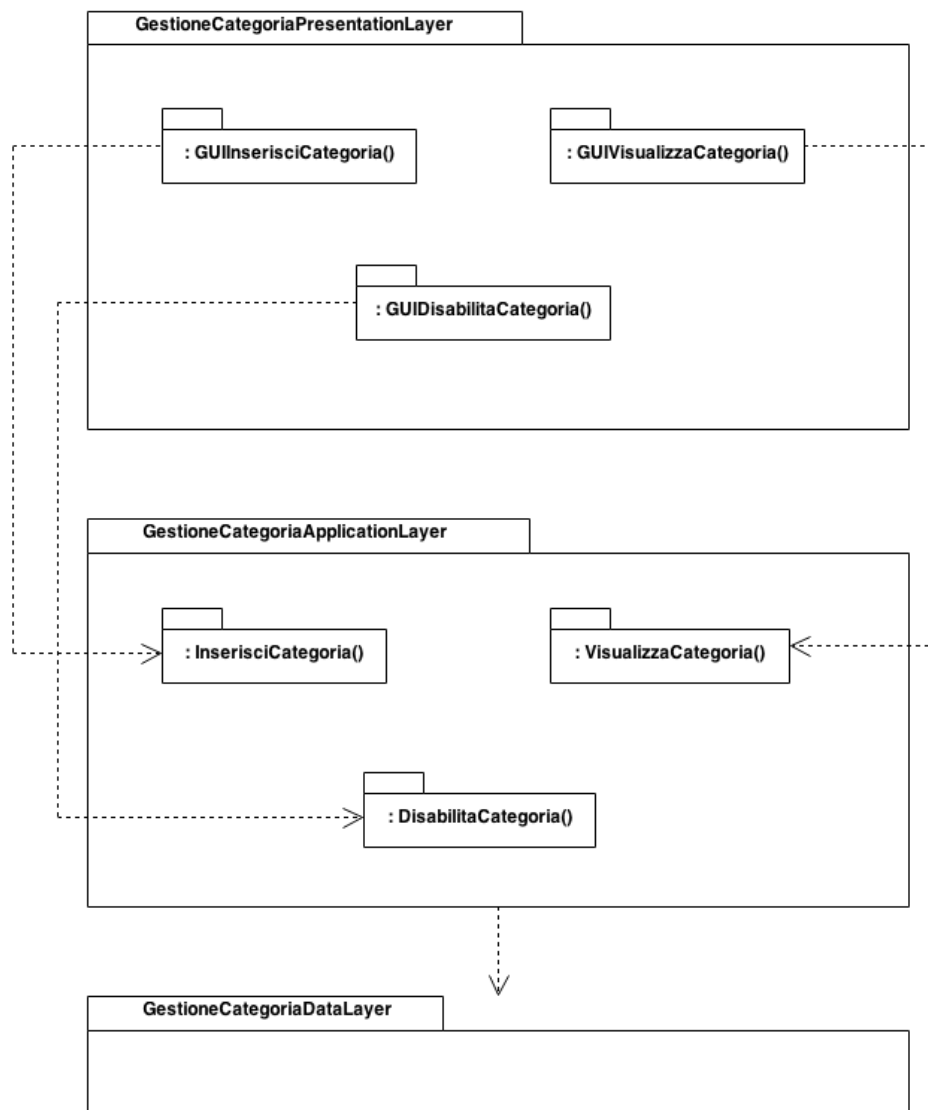 GestioneCategoriaPresentationLayer
: GUIInserisciCategoria()
: GUIVisualizzaCategoria()
: GUIDisabilitaCategoria()
GestioneCategoriaApplicationLayer
: InserisciCategoria()
: VisualizzaCategoria()
: DisabilitaCategoria()
GestioneCategoriaDataLayer